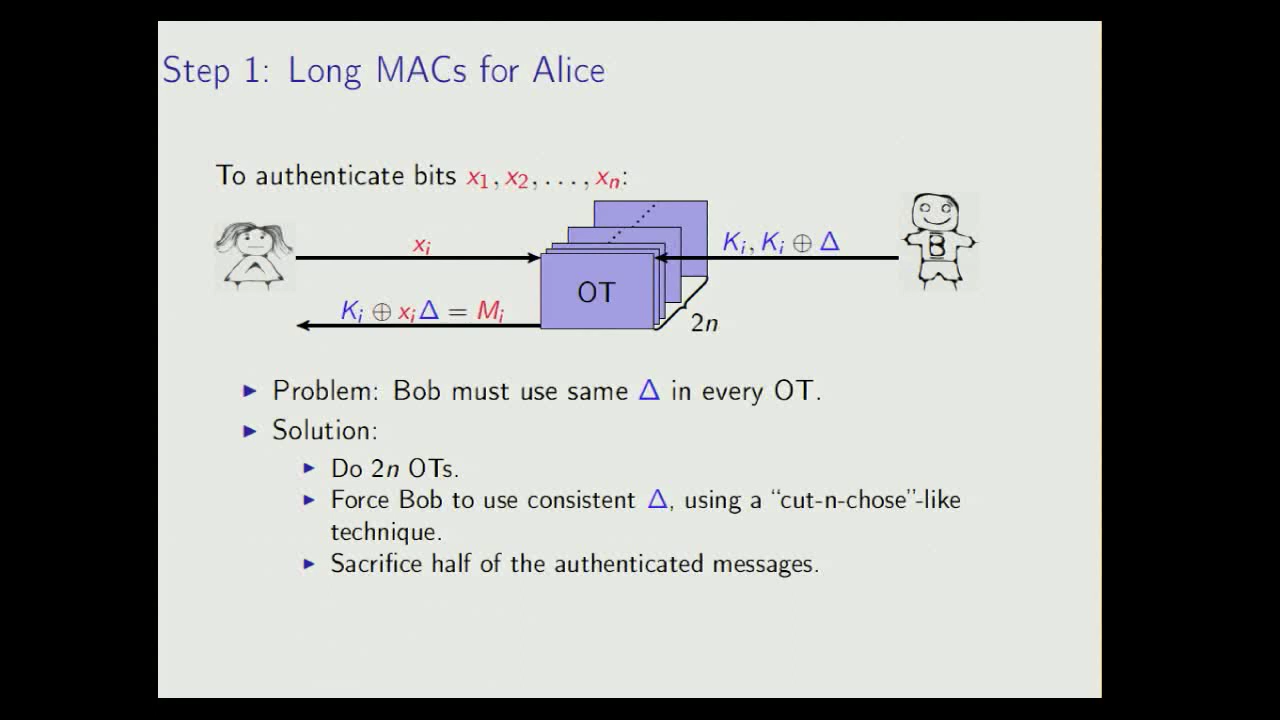 Step 1: Long MACs for Alice
To authenticate bits x₁, x₂, . . . , xₙ:
xᵢ
Kᵢ, Kᵢ ⊕ Δ
B
OT
Kᵢ ⊕ xᵢΔ = Mᵢ
2n
▶ Problem: Bob must use same Δ in every OT.
▶ Solution:
▶ Do 2n OTs.
▶ Force Bob to use consistent Δ, using a “cut-n-chose”-like
technique.
▶ Sacrifice half of the authenticated messages.